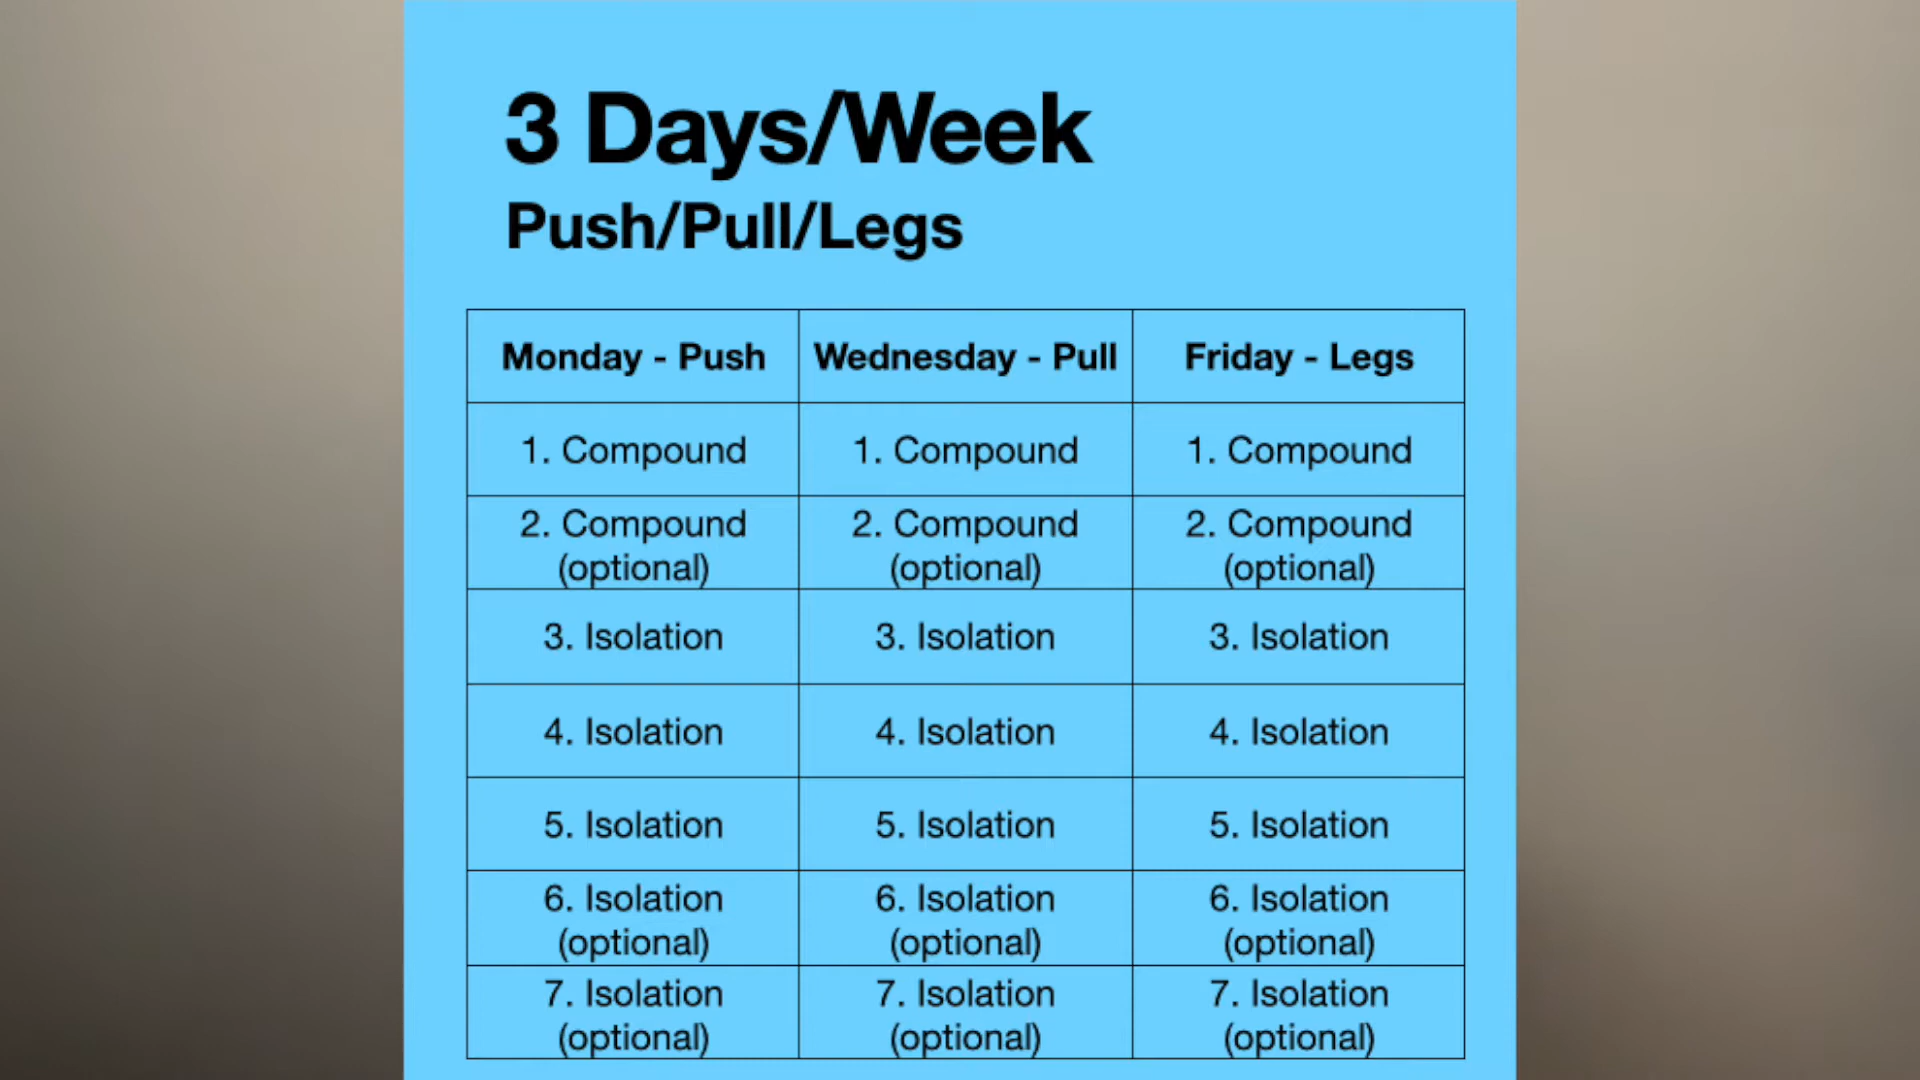 3 Days/Week
Push/Pull/Legs
Monday - Push
Wednesday - Pull
Friday - Legs
1. Compound
1. Compound
1. Compound
2. Compound
(optional)
2. Compound
(optional)
2. Compound
(optional)
3. Isolation
3. Isolation
3. Isolation
4. Isolation
4. Isolation
4. Isolation
5. Isolation
5. Isolation
5. Isolation
6. Isolation
(optional)
6. Isolation
(optional)
6. Isolation
(optional)
7. Isolation
(optional)
7. Isolation
(optional)
7. Isolation
(optional)